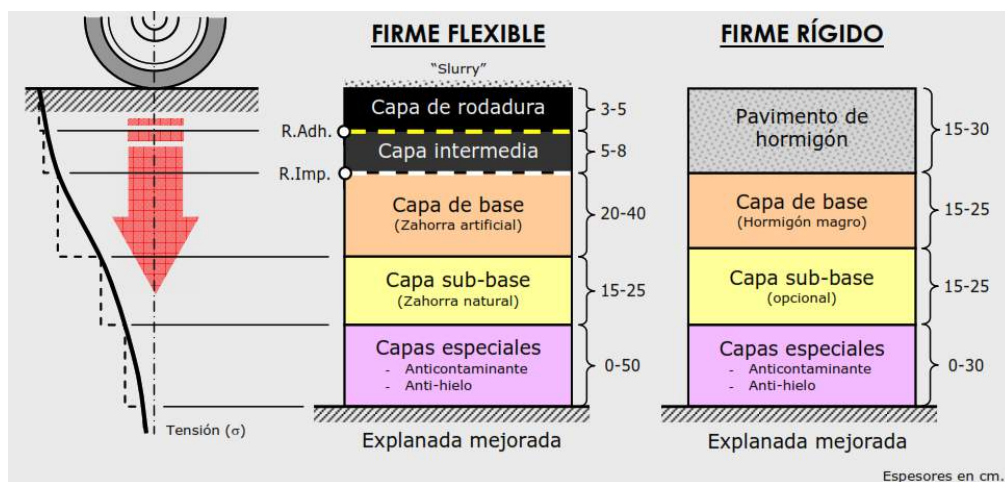 FIRME FLEXIBLE
FIRME RÍGIDO
"Slurry"
Capa de rodadura
3-5
R.Adh.
Capa intermedia
5-8
R.Imp.
Capa de base
(Zahorra artificial)
20-40
Capa sub-base
(Zahorra natural)
15-25
Capas especiales
- Anticontaminante
- Anti-hielo
0-50
Explanada mejorada
Pavimento de
hormigón
15-30
Capa de base
(Hormigón magro)
15-25
Capa sub-base
(opcional)
15-25
Capas especiales
- Anticontaminante
- Anti-hielo
0-30
Explanada mejorada
Tensión (σ)
Espesores en cm.